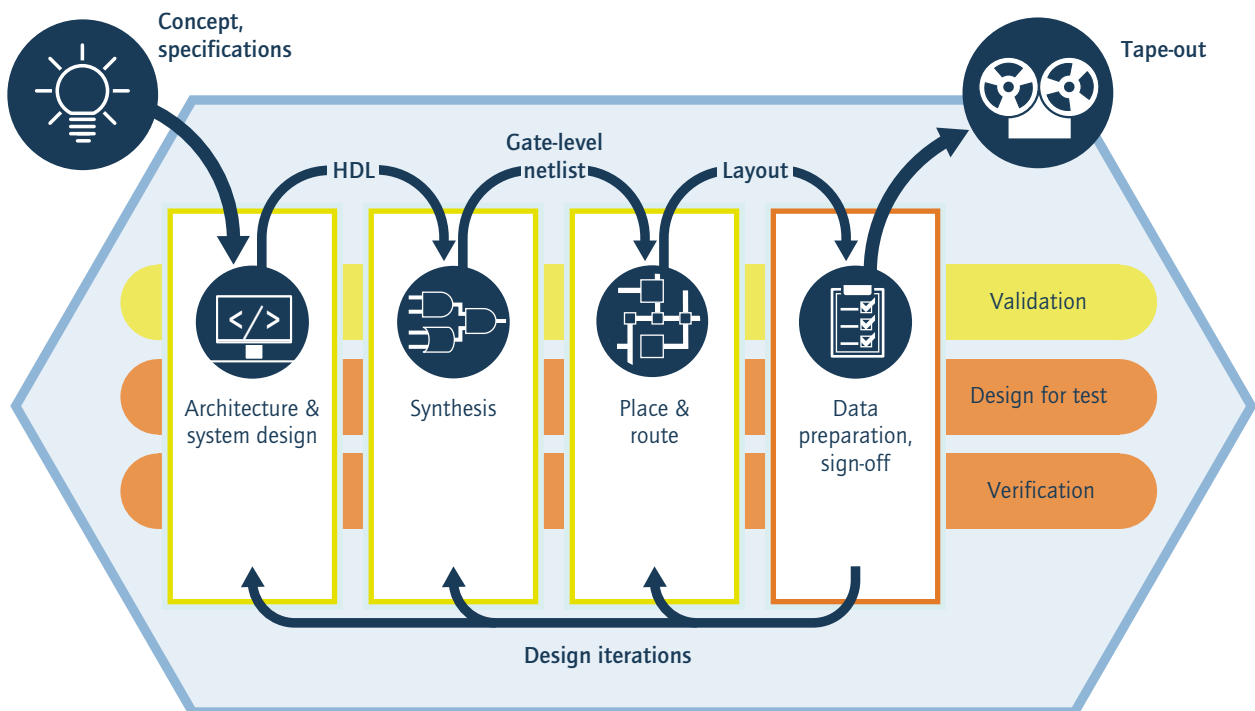 Concept,
specifications
Tape-out
HDL
Gate-level
netlist
Layout
</>
Architecture &
system design
Synthesis
Place &
route
Data
preparation,
sign-off
Validation
Design for test
Verification
Design iterations